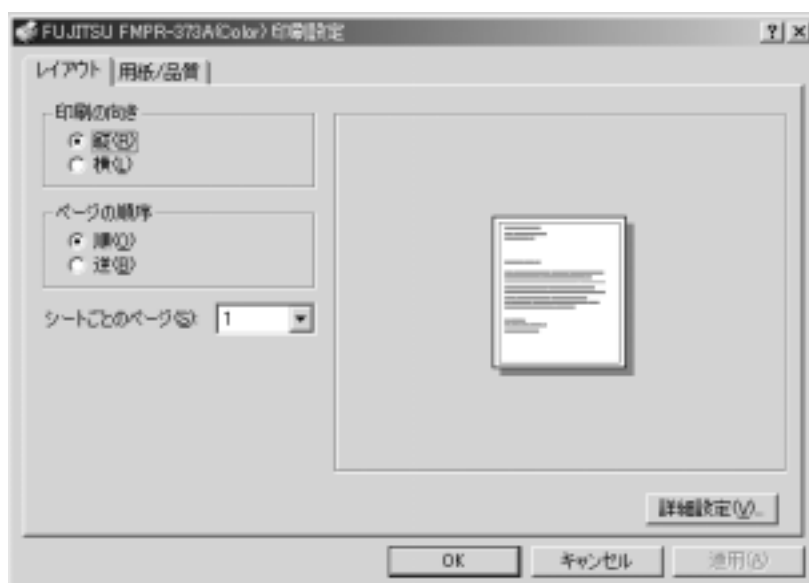 FUJITSU FMPR-373A(Color) 印刷設定
レイアウト
用紙/品質
印刷の向き
縦(R)
横(L)
ページの順序
順(O)
逆(B)
シートごとのページ(S):
1
詳細設定(V)...
OK
キャンセル
適用(A)